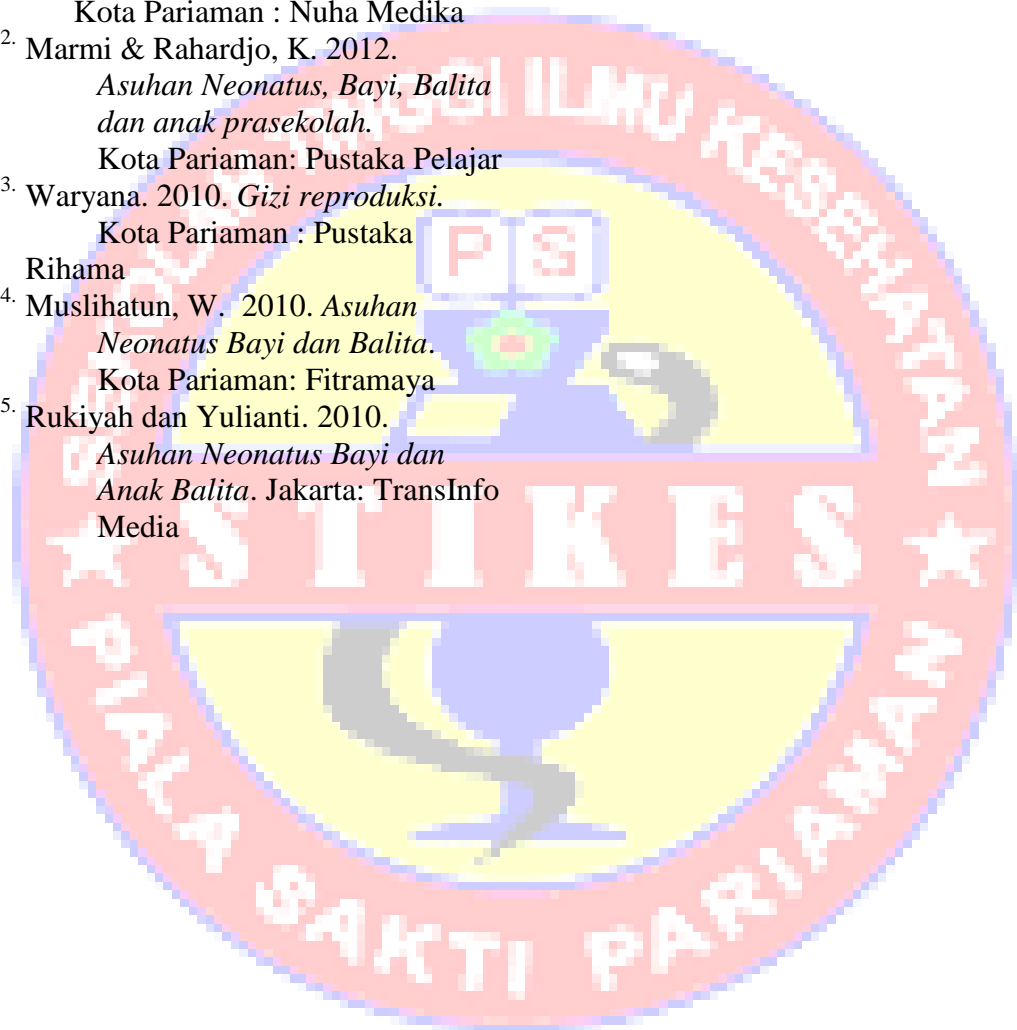 Kota Pariaman : Nuha Medika
2. Marmi & Rahardjo, K. 2012.
Asuhan Neonatus, Bayi, Balita
dan anak prasekolah.
Kota Pariaman: Pustaka Pelajar
3. Waryana. 2010. Gizi reproduksi.
Kota Pariaman : Pustaka
Rihama
4. Muslihatun, W. 2010. Asuhan
Neonatus Bayi dan Balita.
Kota Pariaman: Fitramaya
5. Rukiyah dan Yulianti. 2010.
Asuhan Neonatus Bayi dan
Anak Balita. Jakarta: TransInfo
Media
SEKOLAH TINGGI ILMU KESEHATAN
P S
★ STIKES ★
PIALA SAKTI PARIAMAN